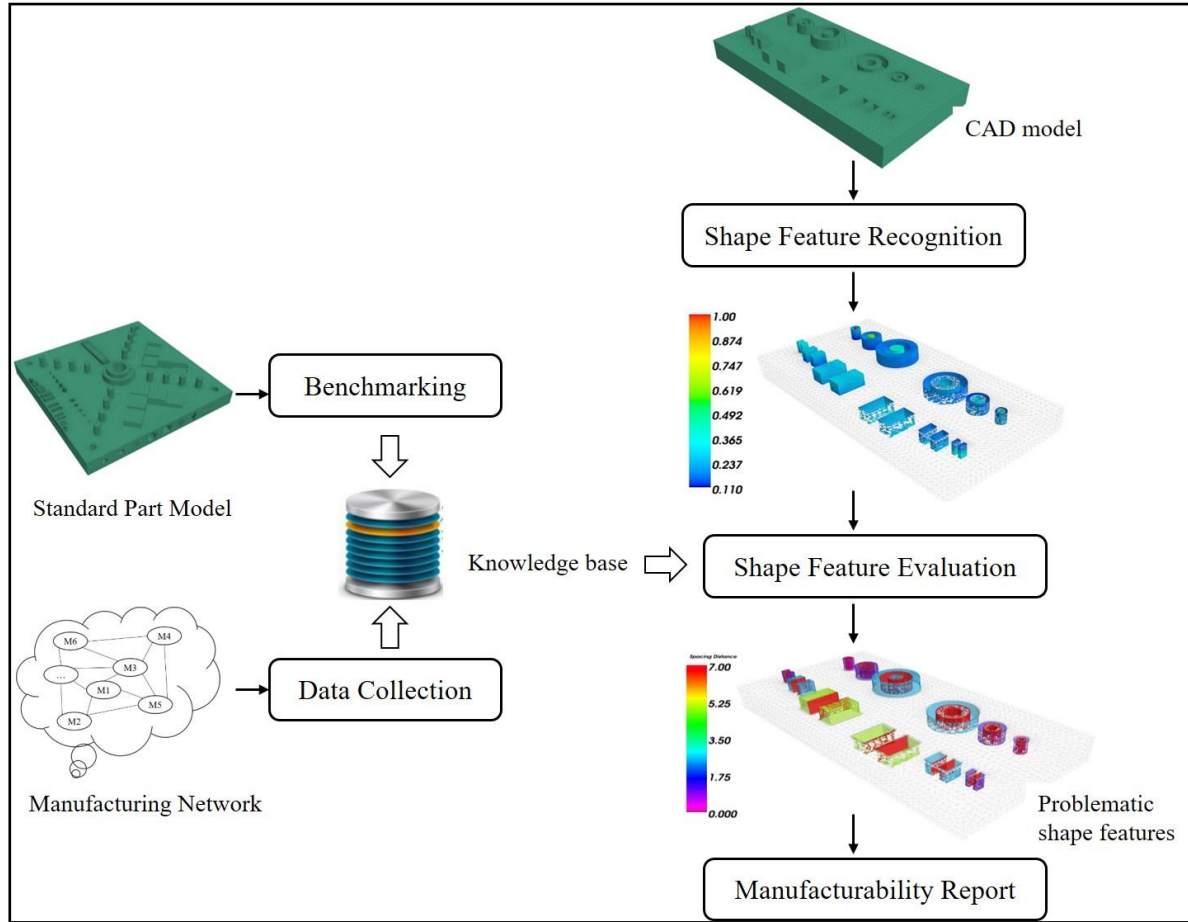 CAD model
Shape Feature Recognition
1.00
0.874
0.747
0.619
0.492
0.365
0.237
0.110
Benchmarking
Standard Part Model
Knowledge base
Shape Feature Evaluation
M6
M4
M3
...
M1
M5
M2
Data Collection
Manufacturing Network
Spacing Distance
7.00
5.25
3.50
1.75
0.000
Problematic
shape features
Manufacturability Report